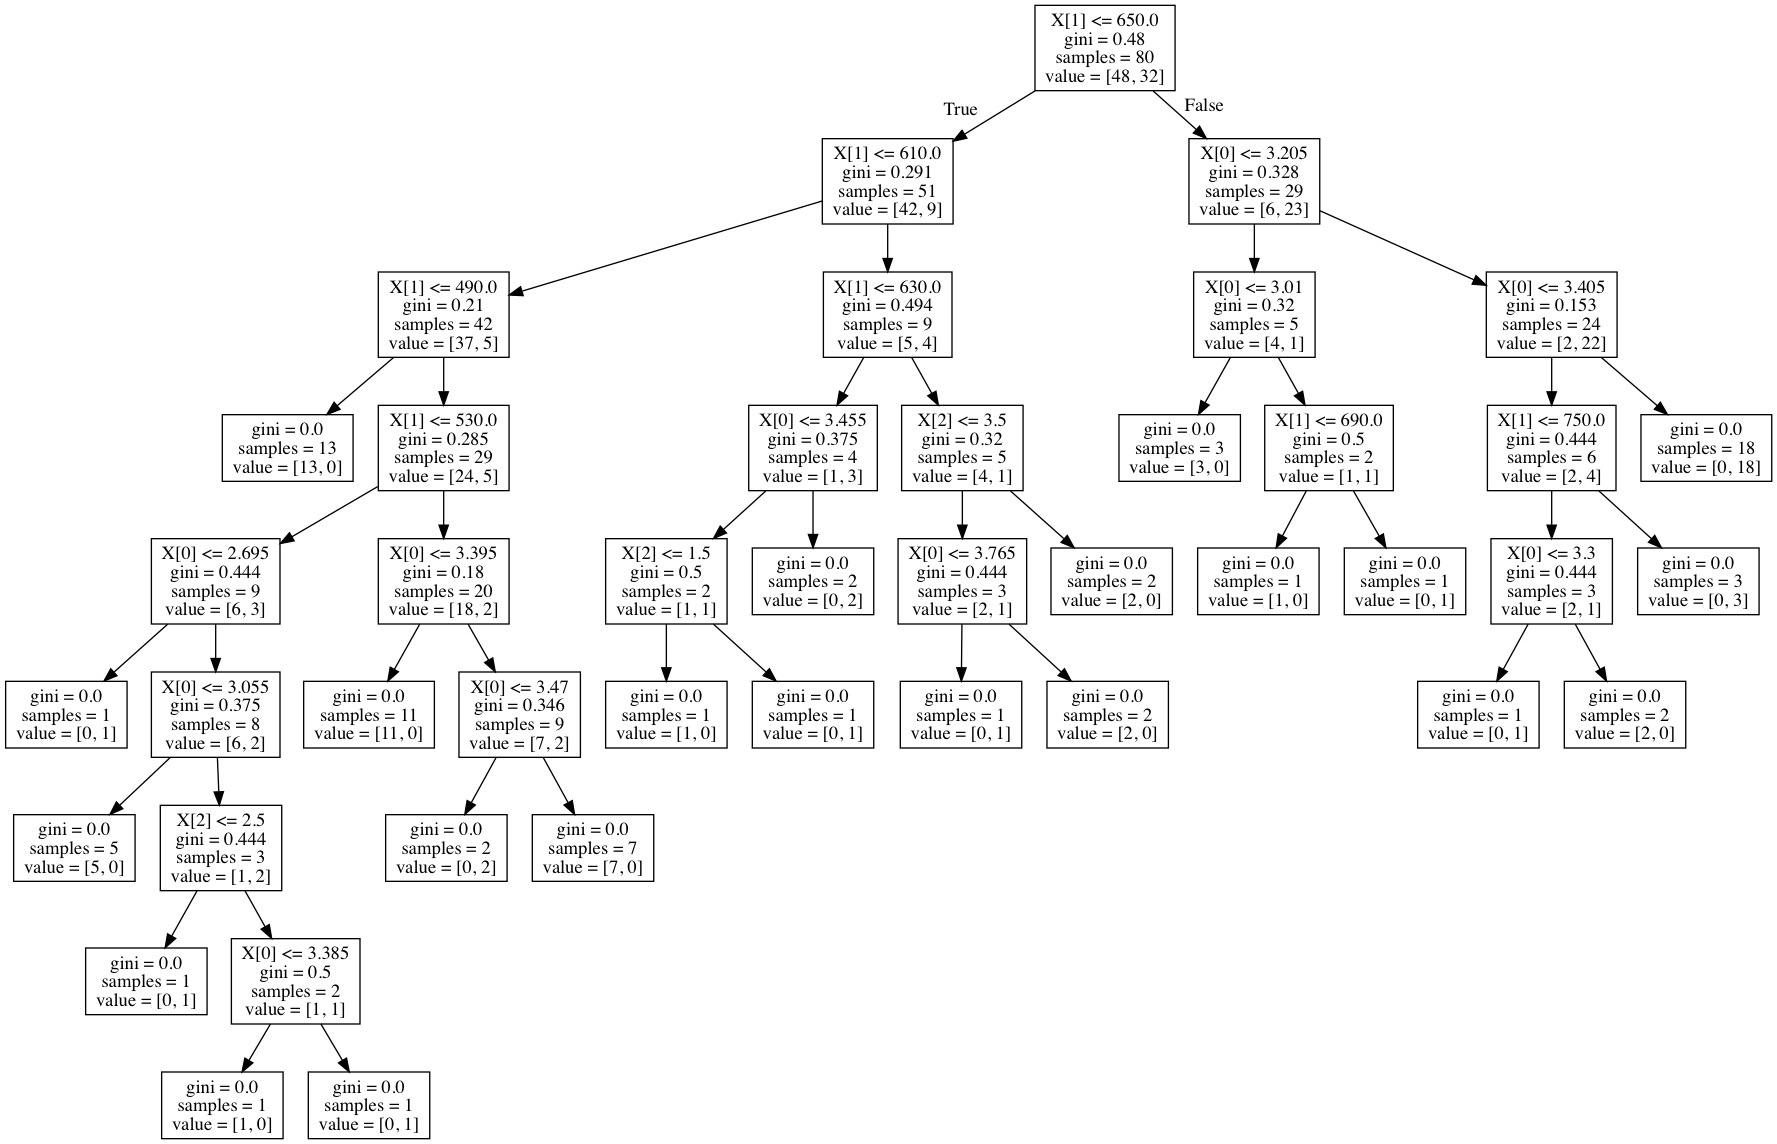 X[1] <= 650.0
gini = 0.48
samples = 80
value = [48, 32]
True
False
X[1] <= 610.0
gini = 0.291
samples = 51
value = [42, 9]
X[0] <= 3.205
gini = 0.328
samples = 29
value = [6, 23]
X[1] <= 490.0
gini = 0.21
samples = 42
value = [37, 5]
X[1] <= 630.0
gini = 0.494
samples = 9
value = [5, 4]
X[0] <= 3.01
gini = 0.32
samples = 5
value = [4, 1]
X[0] <= 3.405
gini = 0.153
samples = 24
value = [2, 22]
gini = 0.0
samples = 13
value = [13, 0]
X[1] <= 530.0
gini = 0.285
samples = 29
value = [24, 5]
X[0] <= 3.455
gini = 0.375
samples = 4
value = [1, 3]
X[2] <= 3.5
gini = 0.32
samples = 5
value = [4, 1]
gini = 0.0
samples = 3
value = [3, 0]
X[1] <= 690.0
gini = 0.5
samples = 2
value = [1, 1]
X[1] <= 750.0
gini = 0.444
samples = 6
value = [2, 4]
gini = 0.0
samples = 18
value = [0, 18]
X[0] <= 2.695
gini = 0.444
samples = 9
value = [6, 3]
X[0] <= 3.395
gini = 0.18
samples = 20
value = [18, 2]
X[2] <= 1.5
gini = 0.5
samples = 2
value = [1, 1]
gini = 0.0
samples = 2
value = [0, 2]
X[0] <= 3.765
gini = 0.444
samples = 3
value = [2, 1]
gini = 0.0
samples = 2
value = [2, 0]
gini = 0.0
samples = 1
value = [1, 0]
gini = 0.0
samples = 1
value = [0, 1]
X[0] <= 3.3
gini = 0.444
samples = 3
value = [2, 1]
gini = 0.0
samples = 3
value = [0, 3]
gini = 0.0
samples = 1
value = [0, 1]
X[0] <= 3.055
gini = 0.375
samples = 8
value = [6, 2]
gini = 0.0
samples = 11
value = [11, 0]
X[0] <= 3.47
gini = 0.346
samples = 9
value = [7, 2]
gini = 0.0
samples = 1
value = [1, 0]
gini = 0.0
samples = 1
value = [0, 1]
gini = 0.0
samples = 1
value = [0, 1]
gini = 0.0
samples = 2
value = [2, 0]
gini = 0.0
samples = 1
value = [0, 1]
gini = 0.0
samples = 2
value = [2, 0]
gini = 0.0
samples = 5
value = [5, 0]
X[2] <= 2.5
gini = 0.444
samples = 3
value = [1, 2]
gini = 0.0
samples = 2
value = [0, 2]
gini = 0.0
samples = 7
value = [7, 0]
gini = 0.0
samples = 1
value = [0, 1]
X[0] <= 3.385
gini = 0.5
samples = 2
value = [1, 1]
gini = 0.0
samples = 1
value = [1, 0]
gini = 0.0
samples = 1
value = [0, 1]